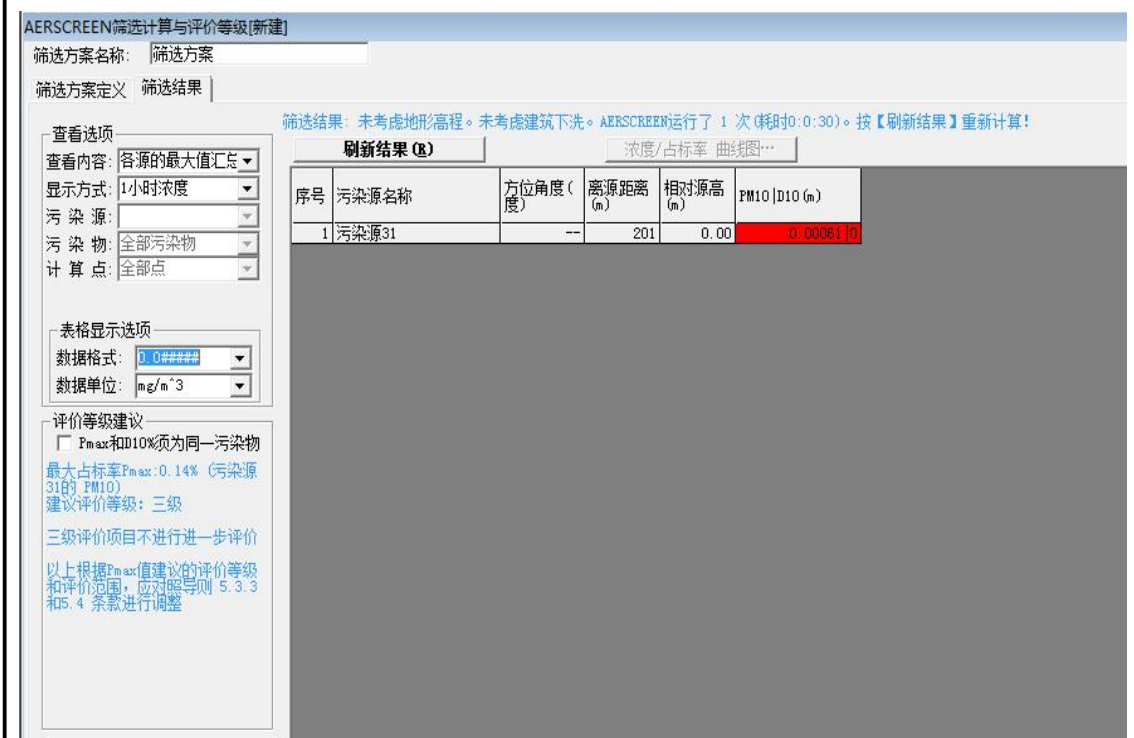 AERSCREEN筛选计算与评价等级[新建]
筛选方案名称: 筛选方案
筛选方案定义 筛选结果
筛选结果: 未考虑地形高程。未考虑建筑下洗。AERSCREEN运行了 1 次(耗时0:0:30)。按【刷新结果】重新计算!
刷新结果(R) 浓度/占标率 曲线图…
查看选项
查看内容: 各源的最大值汇总
显示方式: 1小时浓度
污 染 源:
污 染 物: 全部污染物
计 算 点: 全部点
序号 污染源名称 方位角度(度) 离源距离(m) 相对源高(m) PM10|D10(m)
1 污染源31 -- 201 0.00 0.00061|0
表格显示选项
数据格式: 0.0#####
数据单位: mg/m^3
评价等级建议
Pmax和D10%须为同一污染物
最大占标率Pmax:0.14% (污染源
31的 PM10)
建议评价等级: 三级
三级评价项目不进行进一步评价
以上根据Pmax值建议的评价等级
和评价范围, 应对照导则 5.3.3
和5.4 条款进行调整